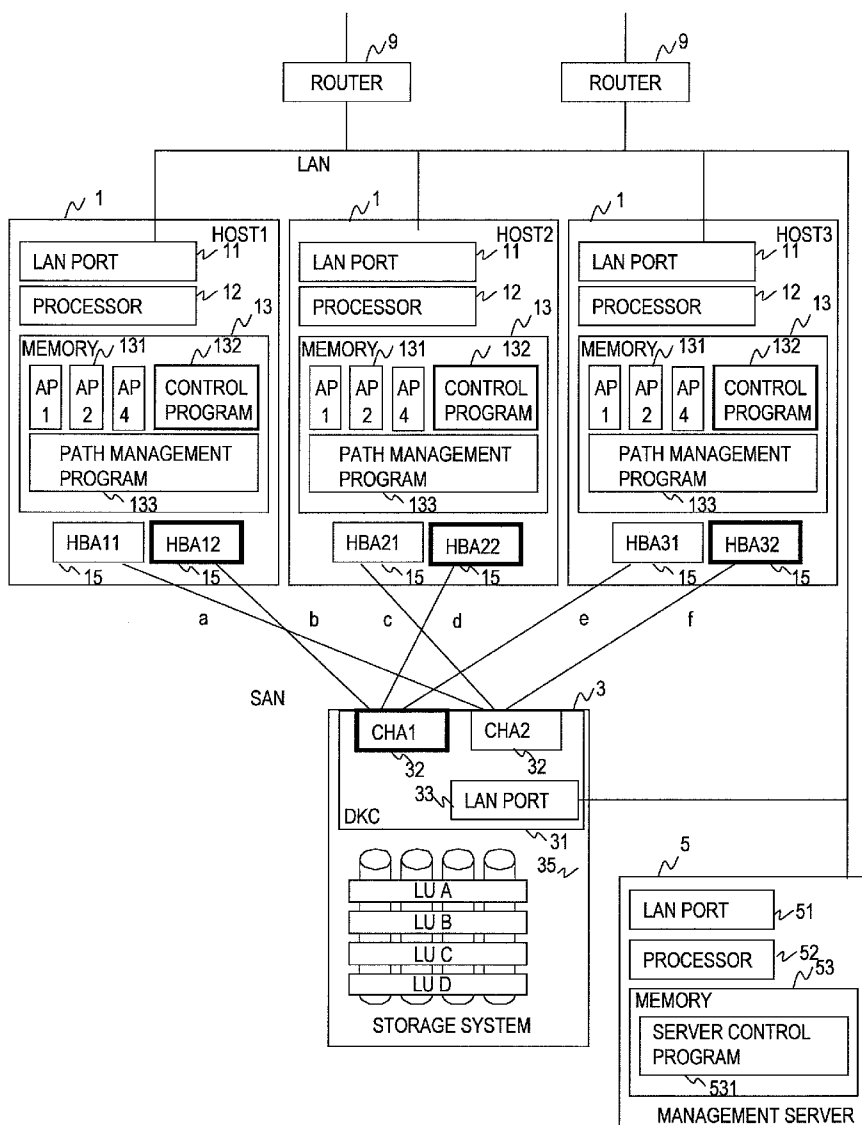 9
ROUTER
9
ROUTER
LAN
1
HOST1
LAN PORT
11
PROCESSOR
12
13
MEMORY
131
132
AP
1
AP
2
AP
4
CONTROL
PROGRAM
PATH MANAGEMENT
PROGRAM
133
HBA11
HBA12
15
15
1
HOST2
LAN PORT
11
PROCESSOR
12
13
MEMORY
131
132
AP
1
AP
2
AP
4
CONTROL
PROGRAM
PATH MANAGEMENT
PROGRAM
133
HBA21
HBA22
15
15
1
HOST3
LAN PORT
11
PROCESSOR
12
13
MEMORY
131
132
AP
1
AP
2
AP
4
CONTROL
PROGRAM
PATH MANAGEMENT
PROGRAM
133
HBA31
HBA32
15
15
a
b
c
d
e
f
SAN
3
CHA1
CHA2
32
32
33
LAN PORT
DKC
31
35
LU A
LU B
LU C
LU D
STORAGE SYSTEM
5
LAN PORT
51
PROCESSOR
52
53
MEMORY
SERVER CONTROL
PROGRAM
531
MANAGEMENT SERVER